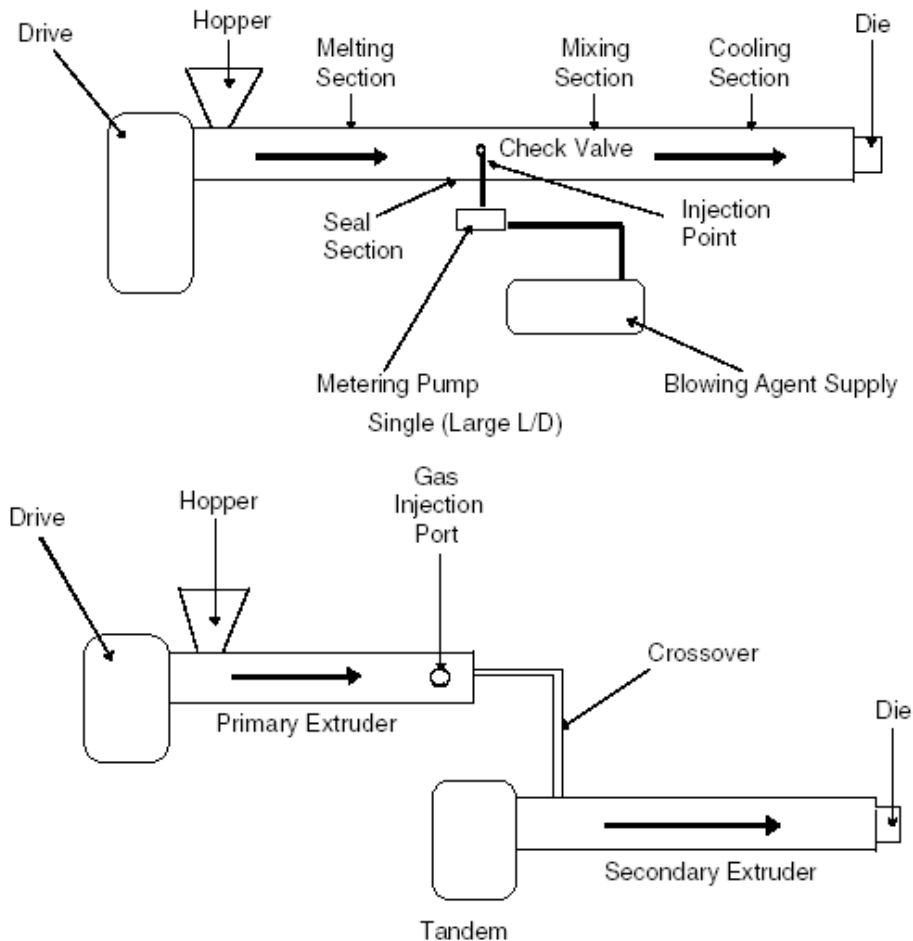 Drive
Hopper
Melting
Section
Mixing
Section
Cooling
Section
Die
Check Valve
Seal
Section
Injection
Point
Metering Pump
Blowing Agent Supply
Single (Large L/D)
Drive
Hopper
Gas
Injection
Port
Crossover
Primary Extruder
Die
Secondary Extruder
Tandem